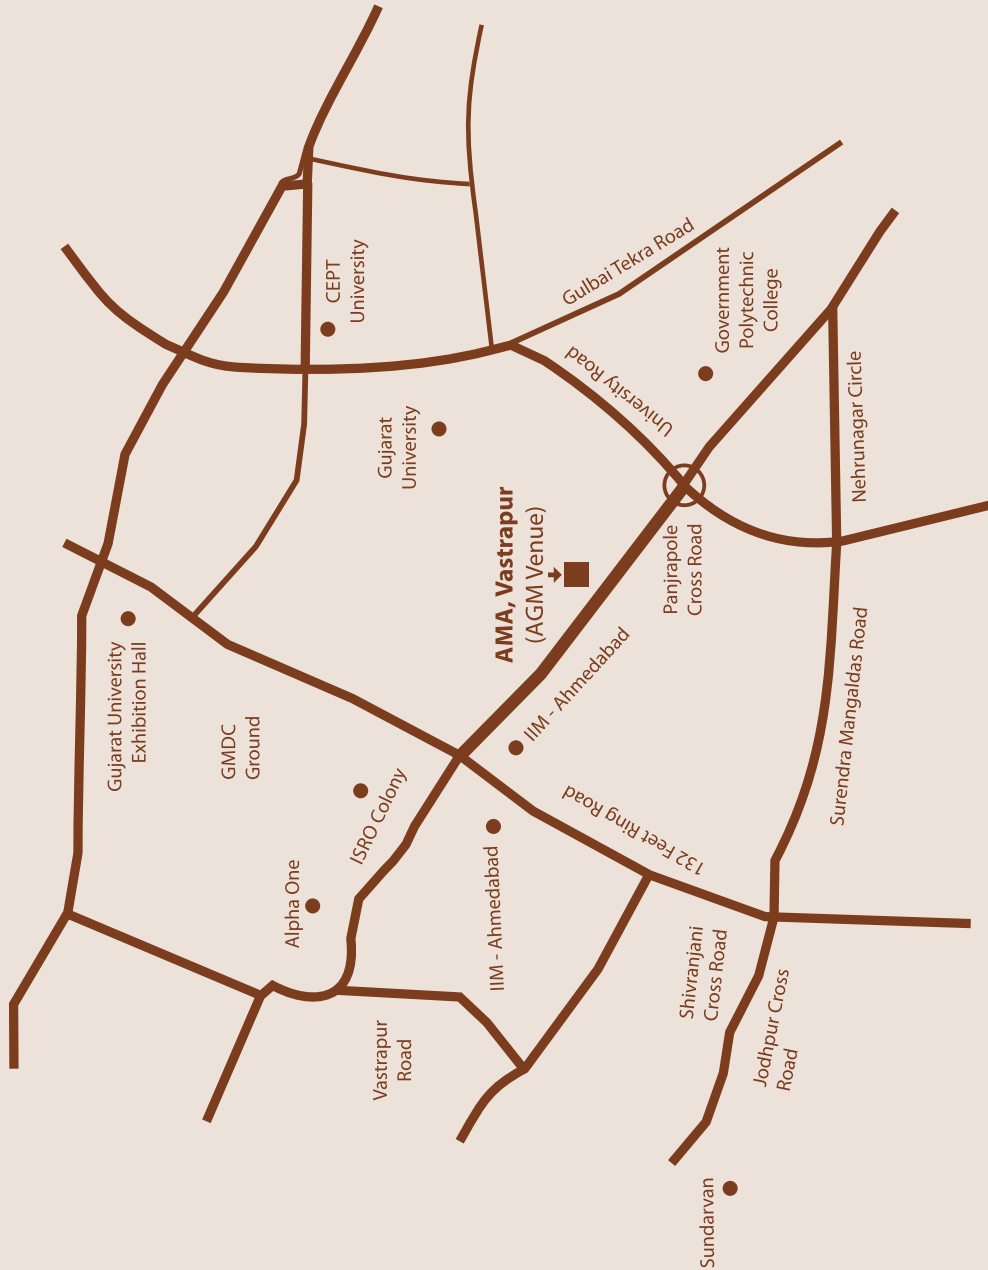 CEPT
University
Gulbai Tekra Road
Government
Polytechnic
College
University Road
Gujarat
University
Nehrunagar Circle
AMA, Vastrapur
(AGM Venue)
Panjrapole
Cross Road
Gujarat University
Exhibition Hall
GMDC
Ground
IIM - Ahmedabad
Surendra Mangaldas Road
ISRO Colony
132 Feet Ring Road
Alpha One
IIM - Ahmedabad
Shivranjani
Cross Road
Jodhpur Cross
Road
Vastrapur
Road
Sundarvan